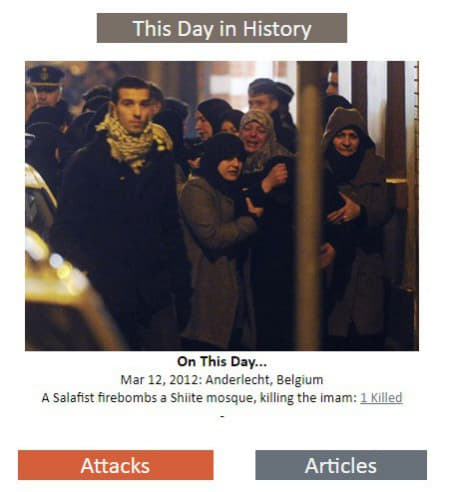 This Day in History
On This Day...
Mar 12, 2012: Anderlecht, Belgium
A Salafist firebombs a Shiite mosque, killing the imam: 1 Killed
-
Attacks
Articles